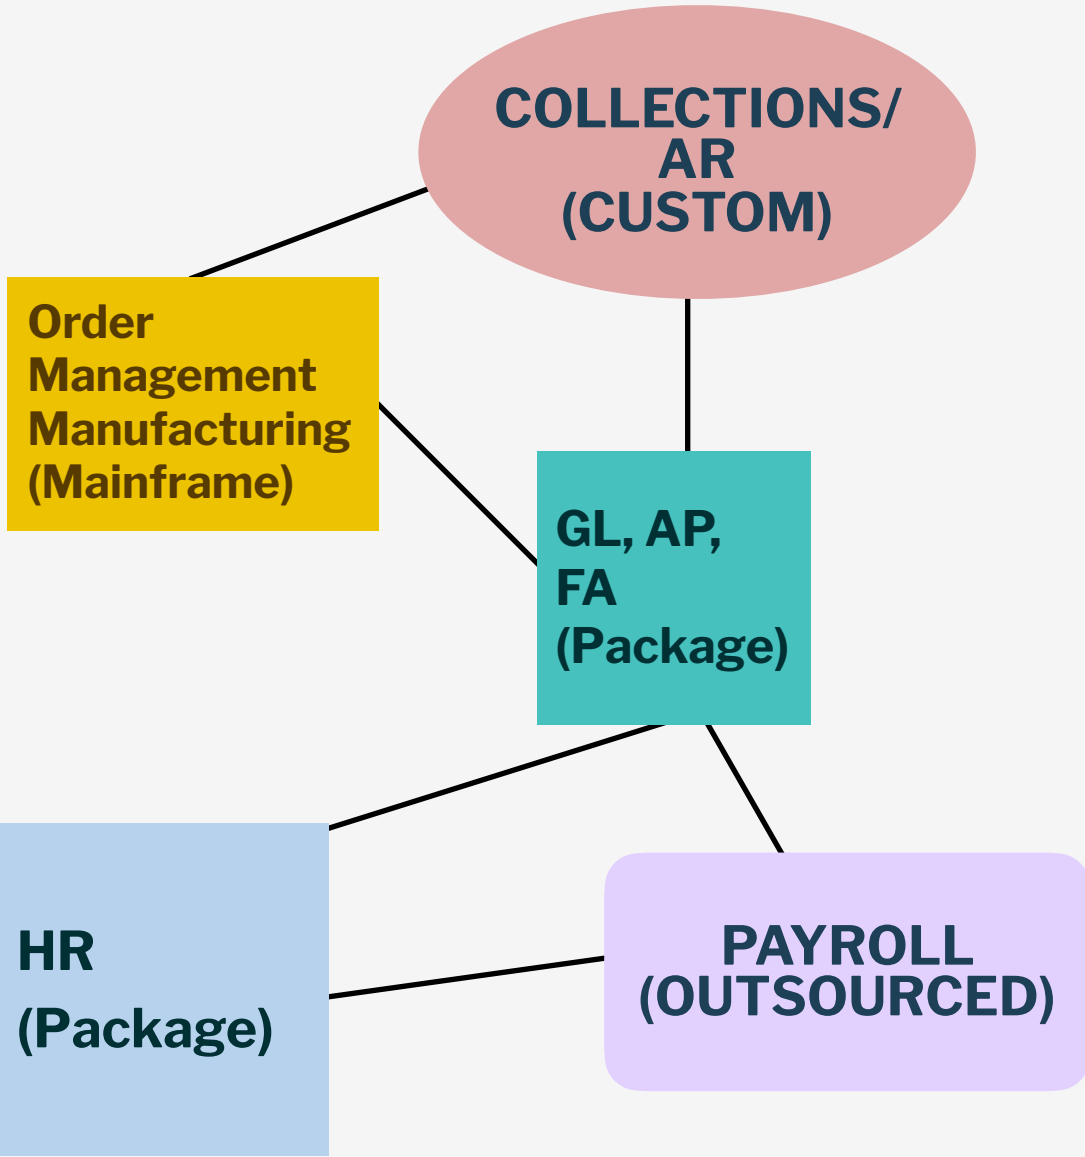 COLLECTIONS/
AR
(CUSTOM)
Order
Management
Manufacturing
(Mainframe)
GL, AP,
FA
(Package)
HR
(Package)
PAYROLL
(OUTSOURCED)